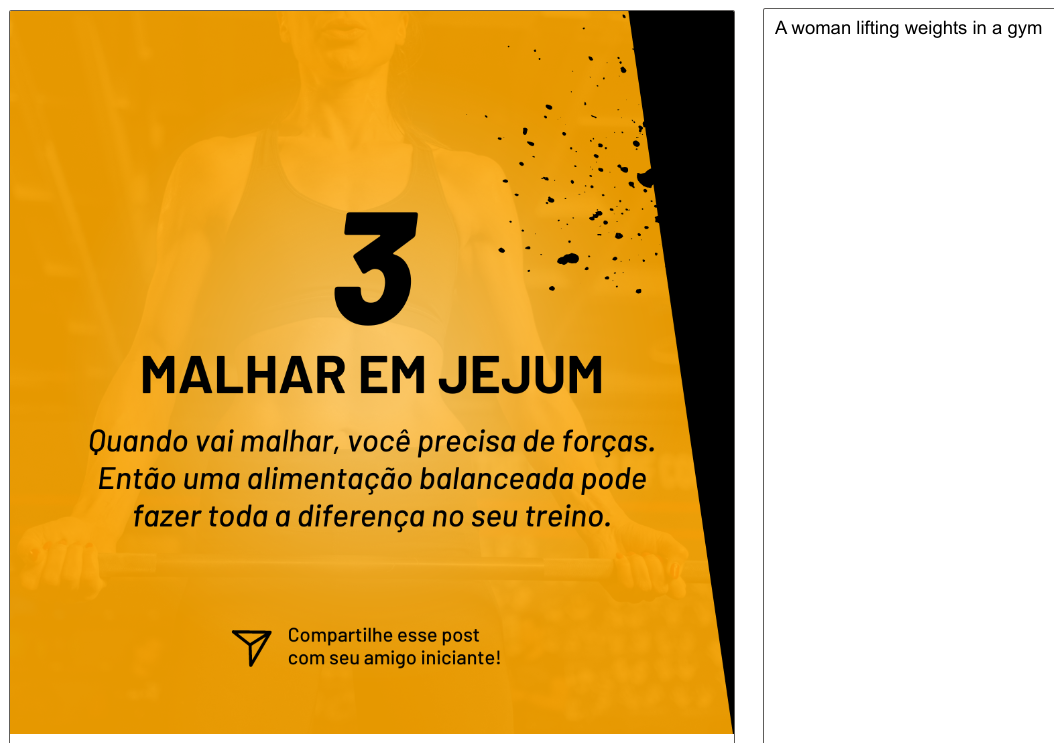 3
MALHAR EM JEJUM
Quando vai malhar, você precisa de forças.
Então uma alimentação balanceada pode
fazer toda a diferença no seu treino.
Compartilhe esse post
com seu amigo iniciante!
A woman lifting weights in a gym